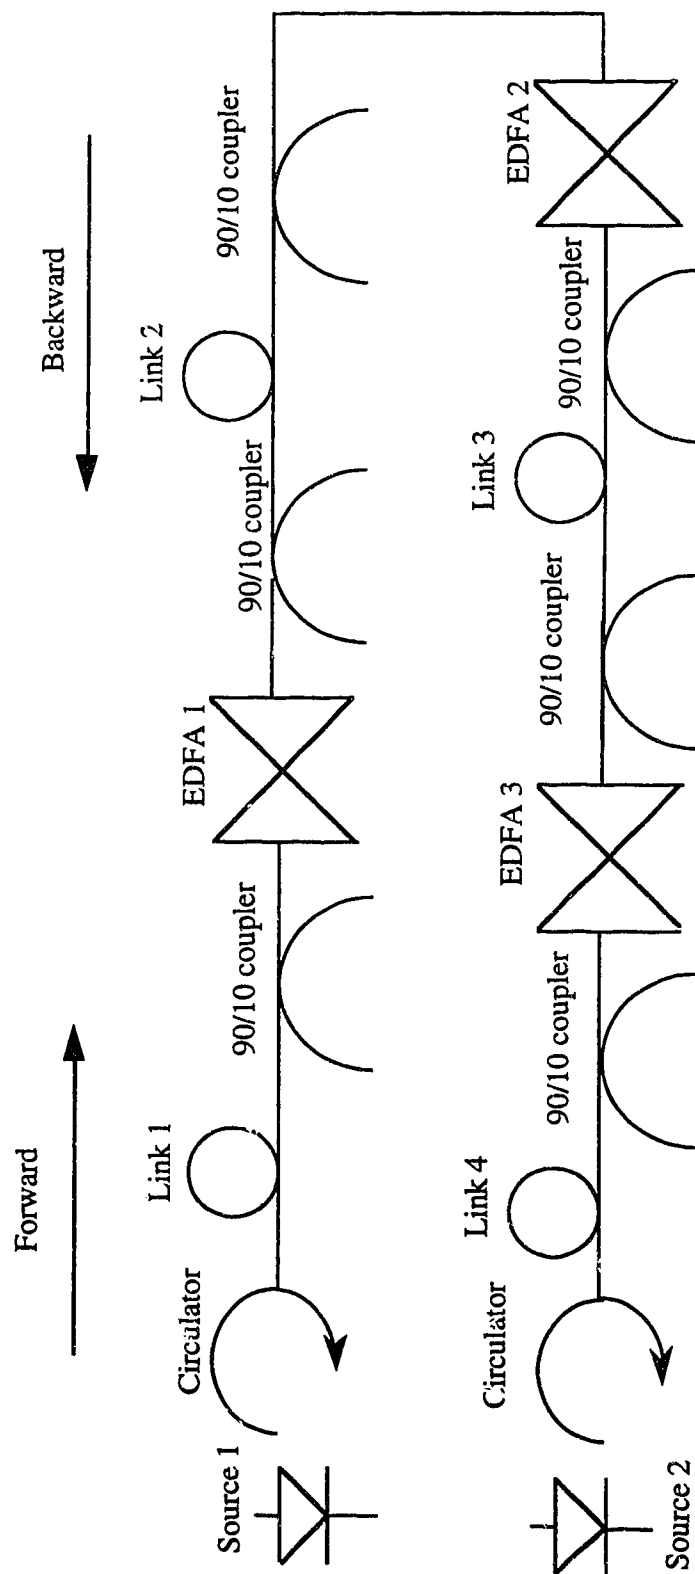 Forward
Backward
Source 1
Circulator
Link 1
90/10 coupler
EDFA 1
90/10 coupler
Link 2
90/10 coupler
Source 2
Circulator
Link 4
90/10 coupler
EDFA 3
90/10 coupler
Link 3
90/10 coupler
EDFA 2